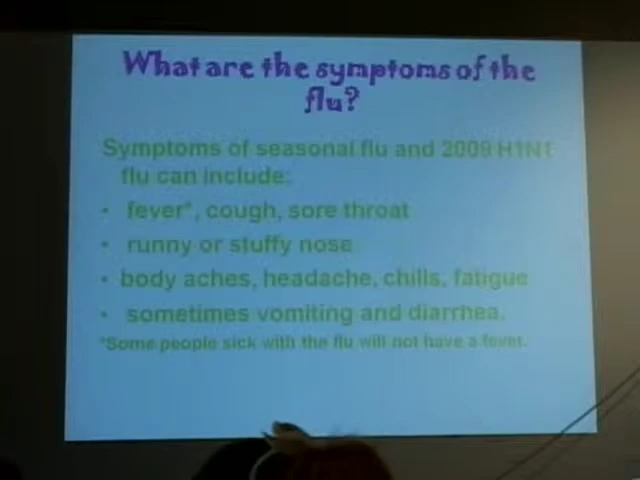 What are the symptoms of the
flu?
Symptoms of seasonal flu and 2009 H1N1
flu can include:
• fever*, cough, sore throat
• runny or stuffy nose
• body aches, headache, chills, fatigue
• sometimes vomiting and diarrhea.
*Some people sick with the flu will not have a fever.